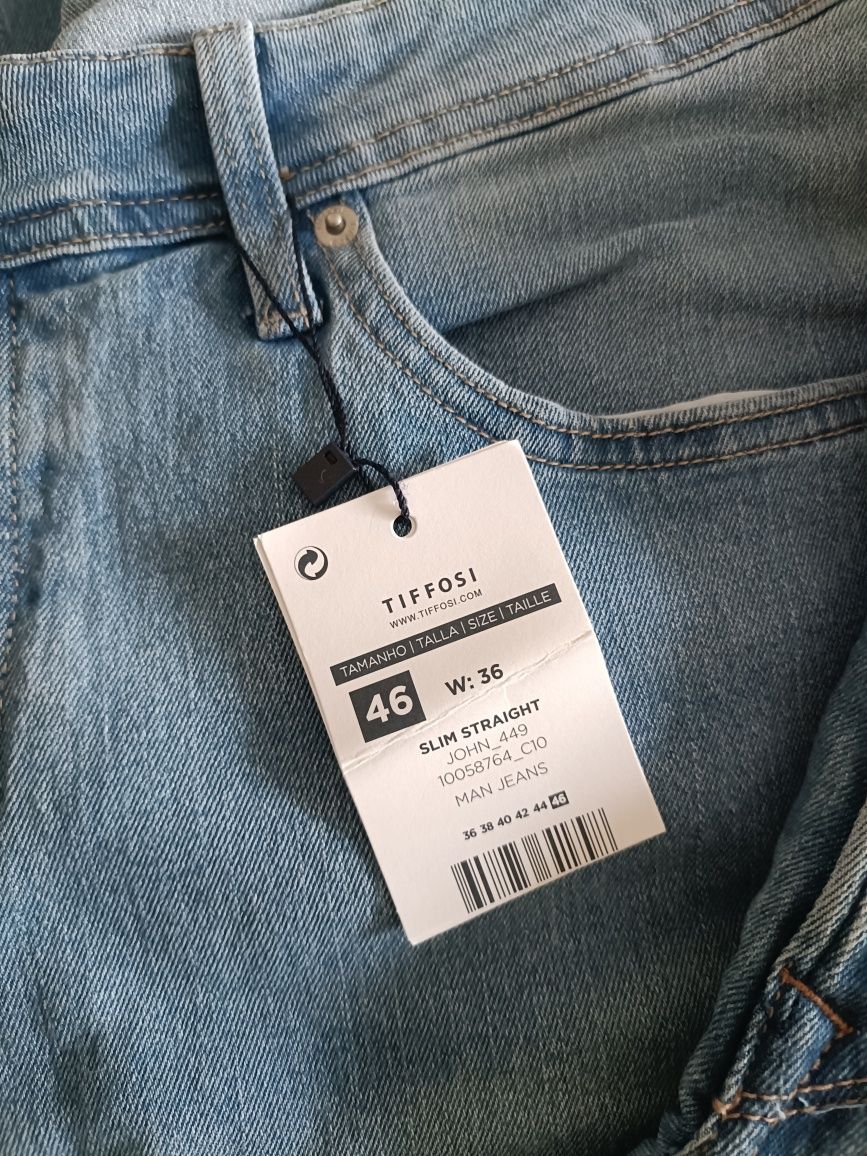 TIFFOSI
WWW.TIFFOSI.COM
TAMANHO | TALLA | SIZE | TAILLE
46 W: 36
SLIM STRAIGHT
JOHN_449
10058764_C10
MAN JEANS
36 38 40 42 44 46